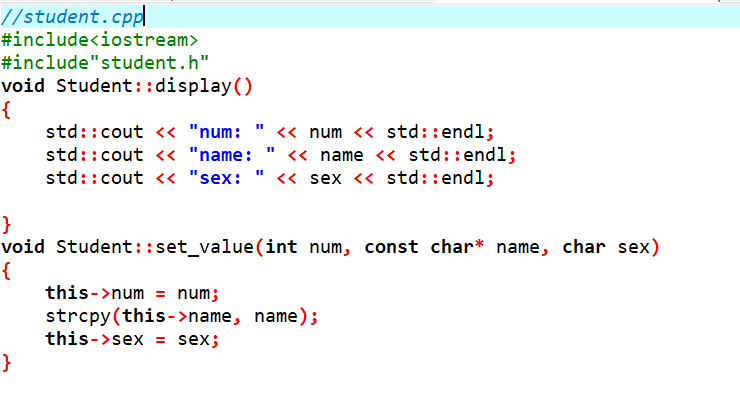 //student.cpp
#include<iostream>
#include"student.h"
void Student::display()
{
    std::cout << "num: " << num << std::endl;
    std::cout << "name: " << name << std::endl;
    std::cout << "sex: " << sex << std::endl;

}
void Student::set_value(int num, const char* name, char sex)
{
    this->num = num;
    strcpy(this->name, name);
    this->sex = sex;
}